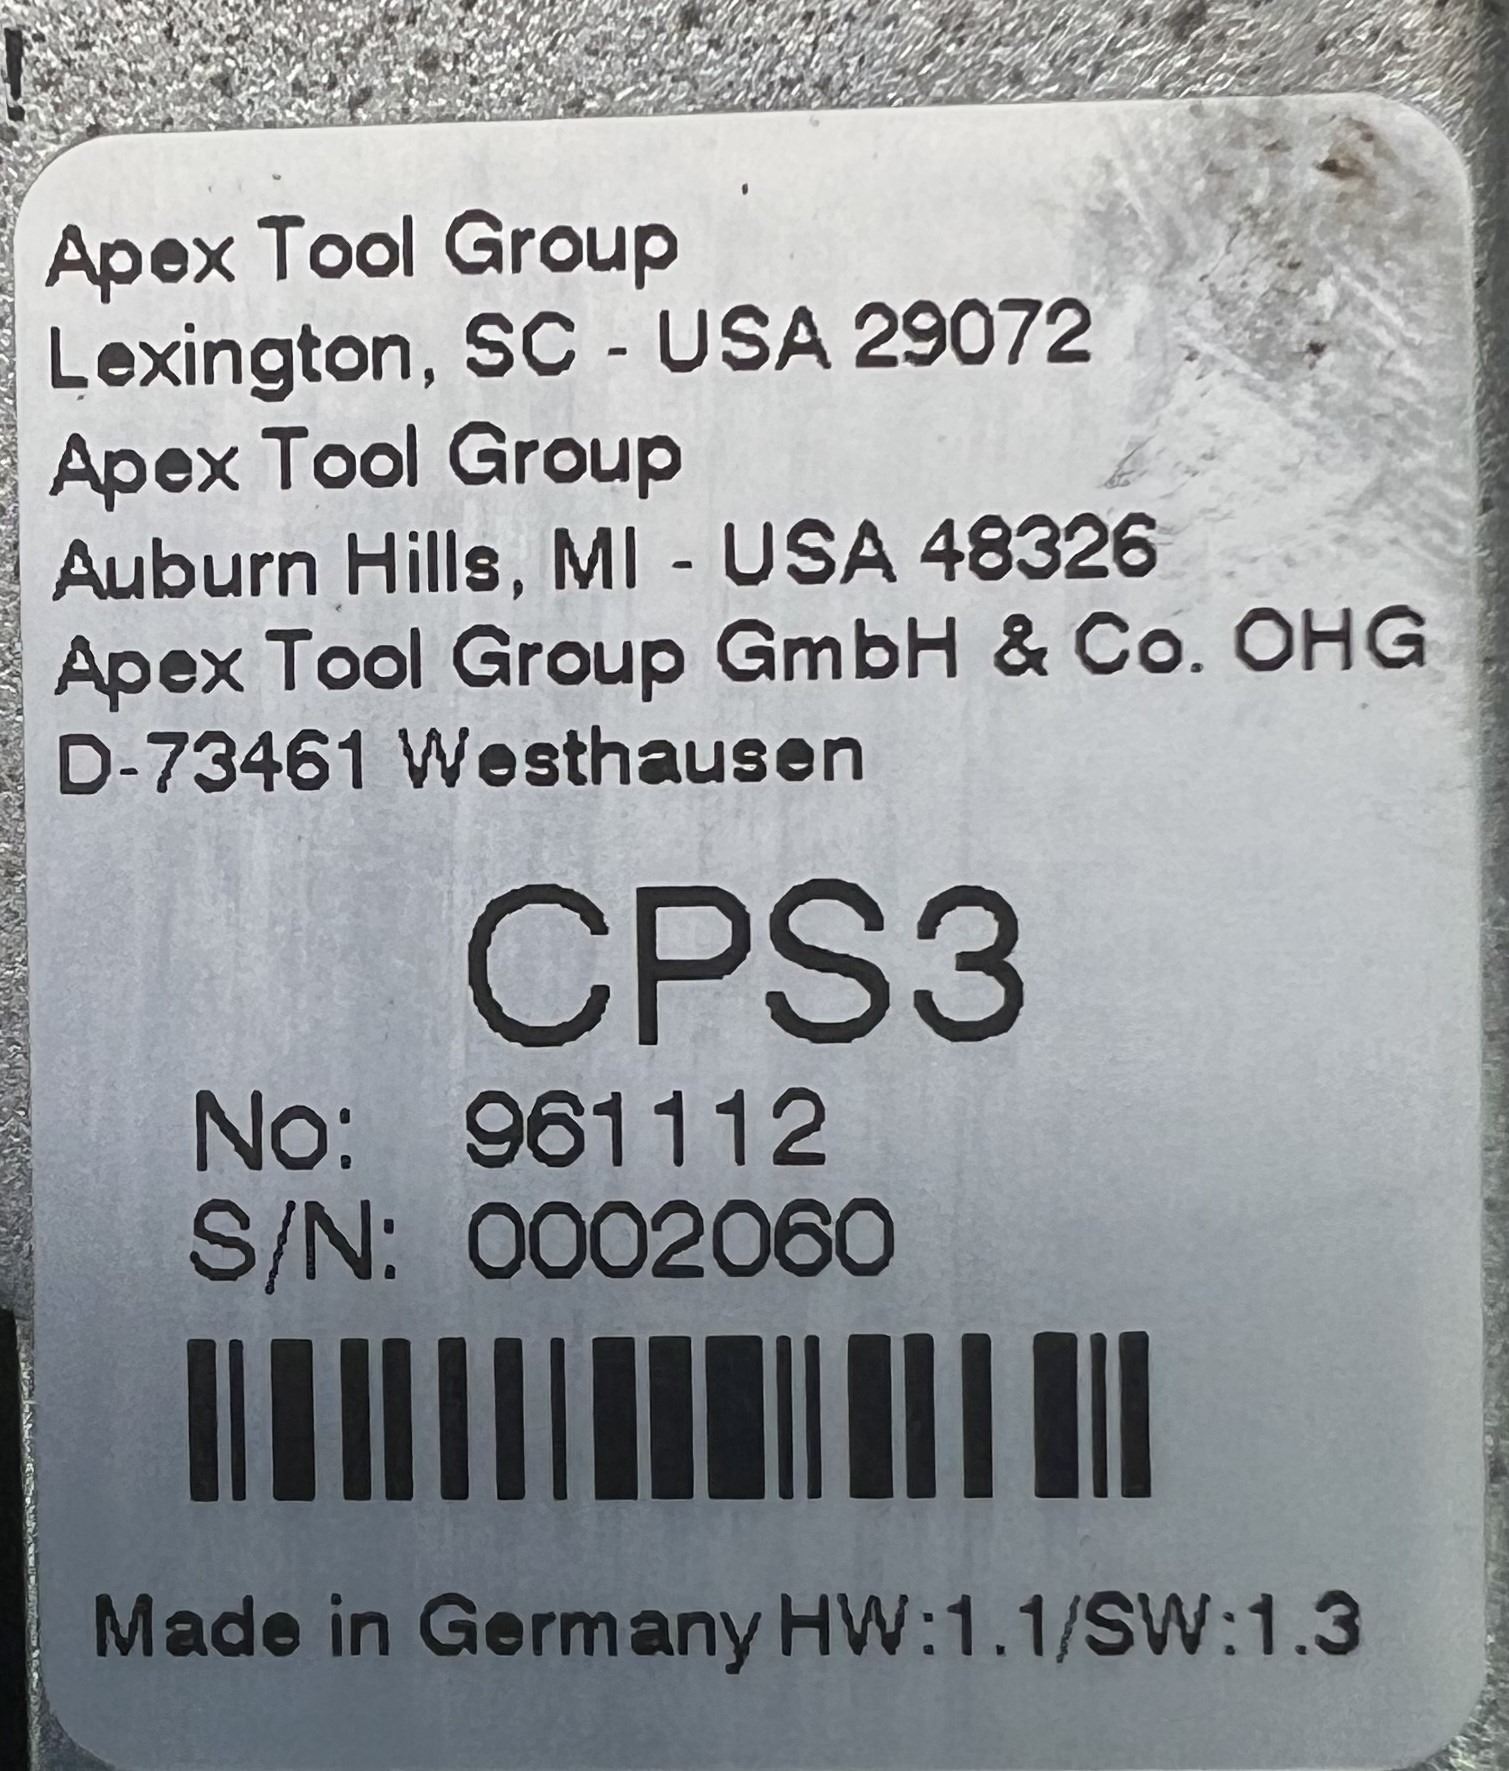 Apex Tool Group
Lexington, SC - USA 29072
Apex Tool Group
Auburn Hills, MI - USA 48326
Apex Tool Group GmbH & Co. OHG
D-73461 Westhausen
CPS3
No: 961112
S/N: 0002060
Made in Germany HW:1.1/SW:1.3